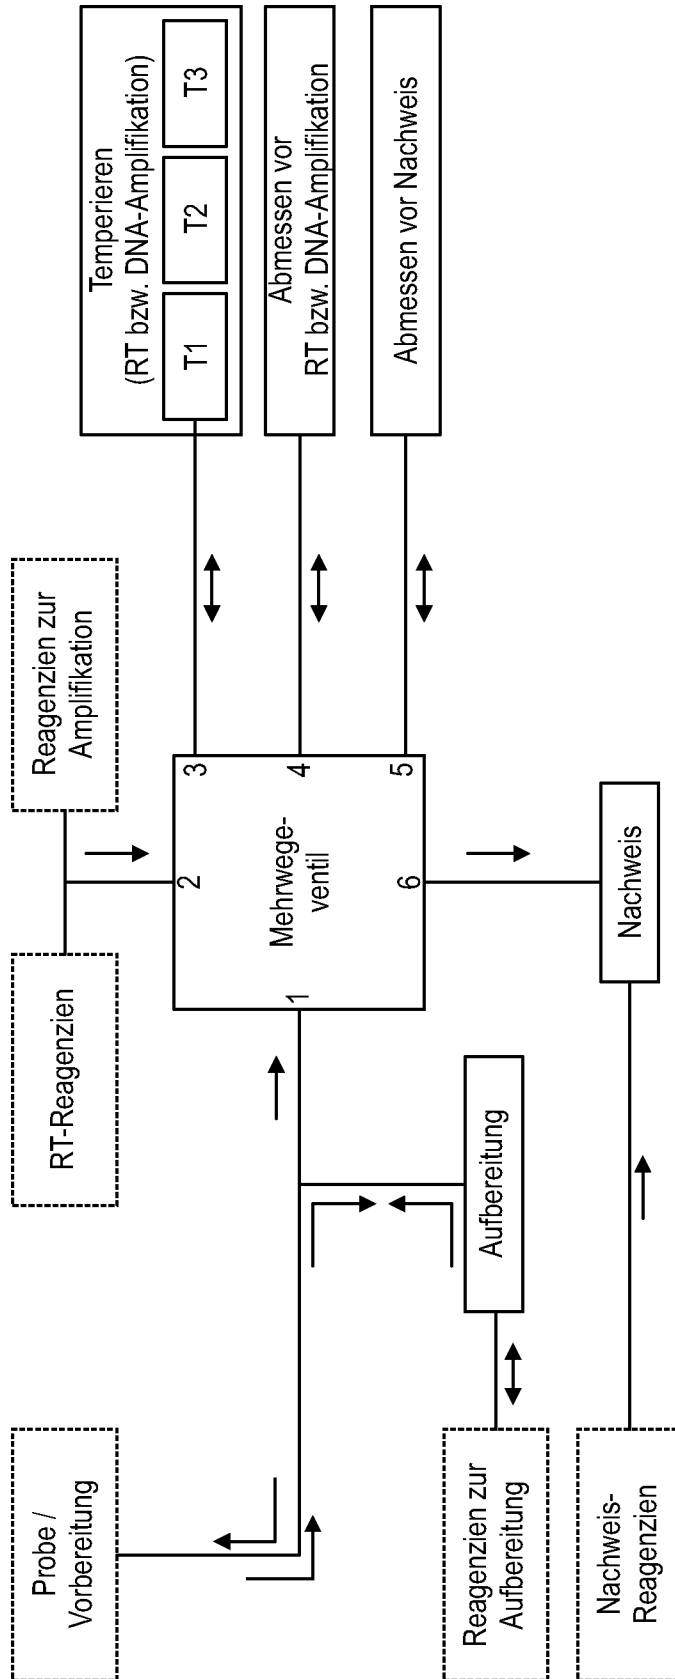 Probe /
Vorbereitung
RT-Reagenzien
Reagenzien zur
Amplifikation
Temperieren
(RT bzw. DNA-Amplifikation)
T1
T2
T3
Abmessen vor
RT bzw. DNA-Amplifikation
Abmessen vor Nachweis
Mehrwege-
ventil
1
2
3
4
5
6
Aufbereitung
Reagenzien zur
Aufbereitung
Nachweis
Nachweis-
Reagenzien